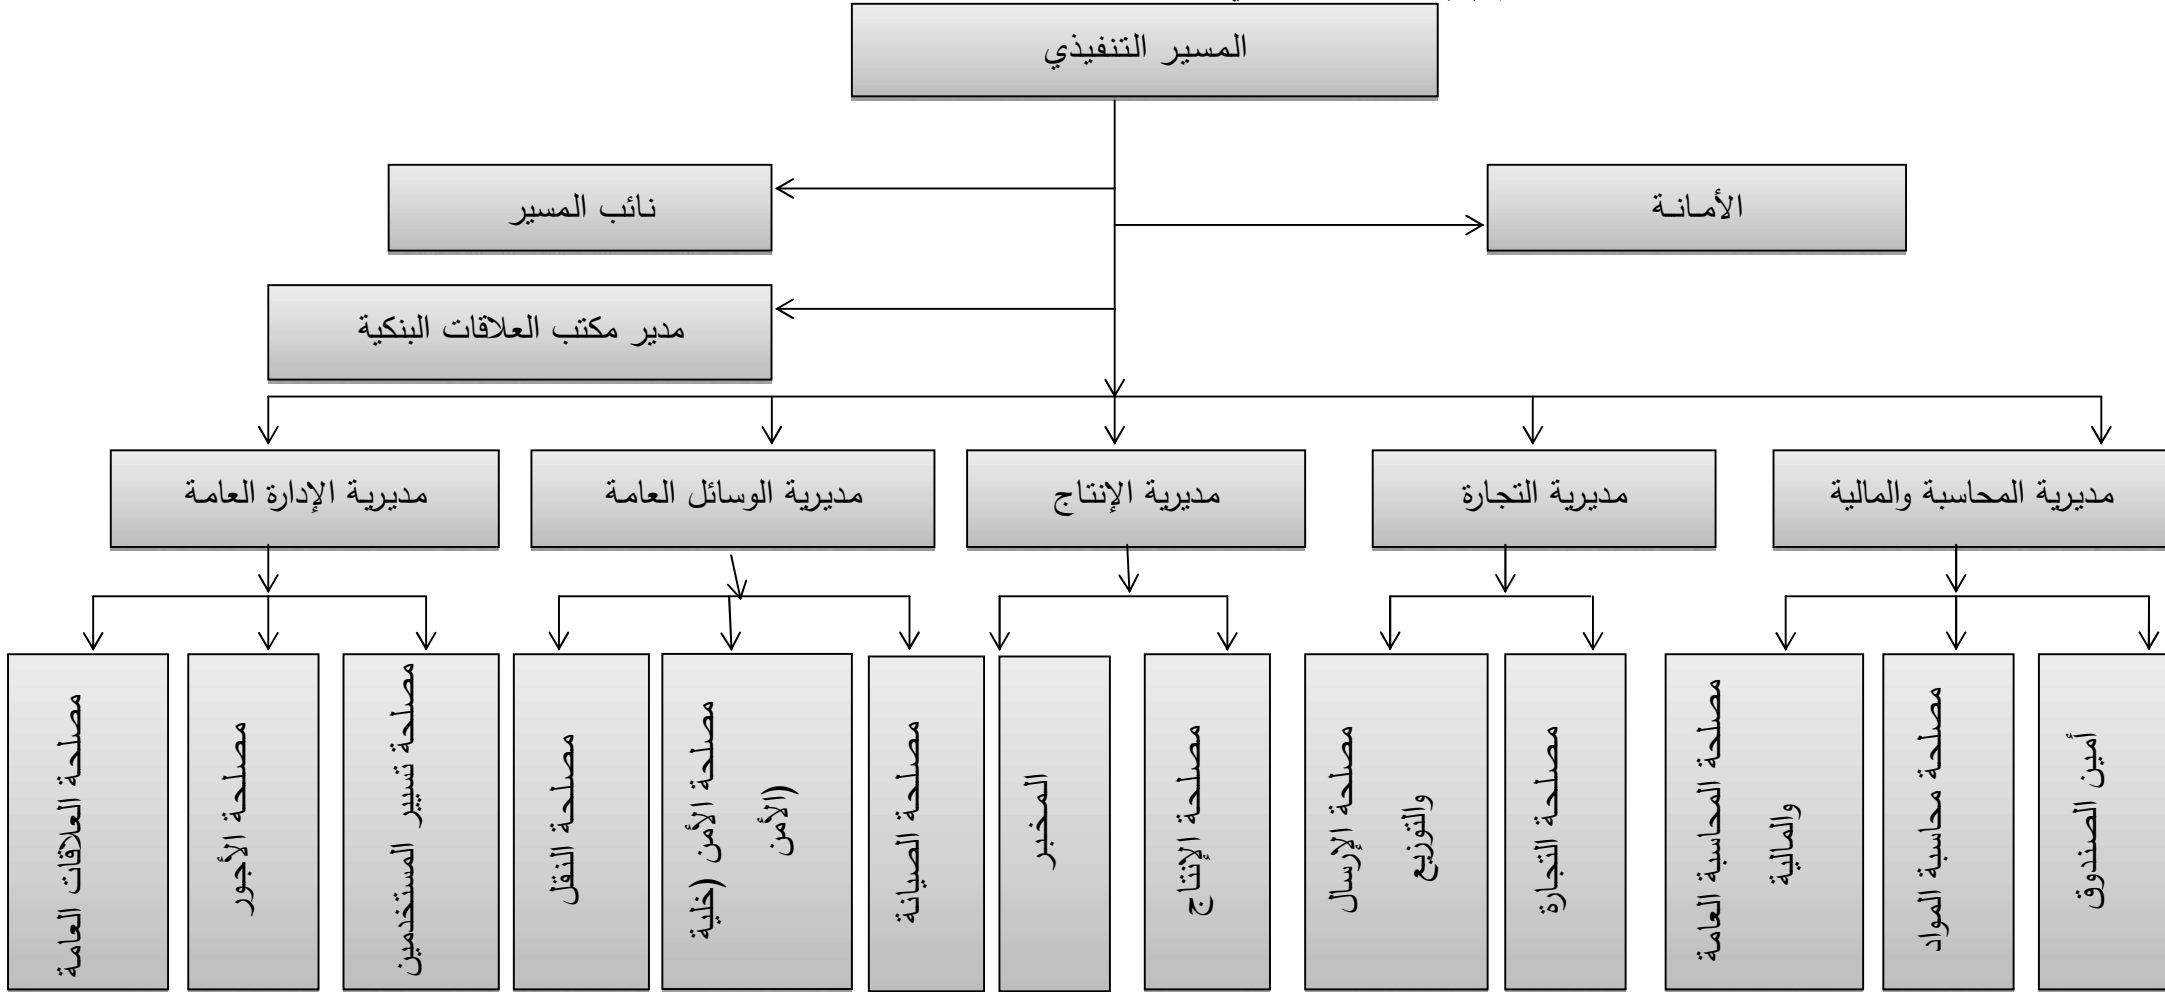 المسير التنفيذي
الأمانة
نائب المسير
مدير مكتب العلاقات البنكية
مديرية المحاسبة والمالية
مديرية التجارة
مديرية الإنتاج
مديرية الوسائل العامة
مديرية الإدارة العامة
أمين الصندوق
مصلحة محاسبة المواد
مصلحة المحاسبة العامة
والمالية
مصلحة التجارة
مصلحة الإرسال
والتوزيع
مصلحة الإنتاج
المخبر
مصلحة الصيانة
مصلحة الأمن (خلية
الأمن)
مصلحة النقل
مصلحة تسيير المستخدمين
مصلحة الأجور
مصلحة العلاقات العامة